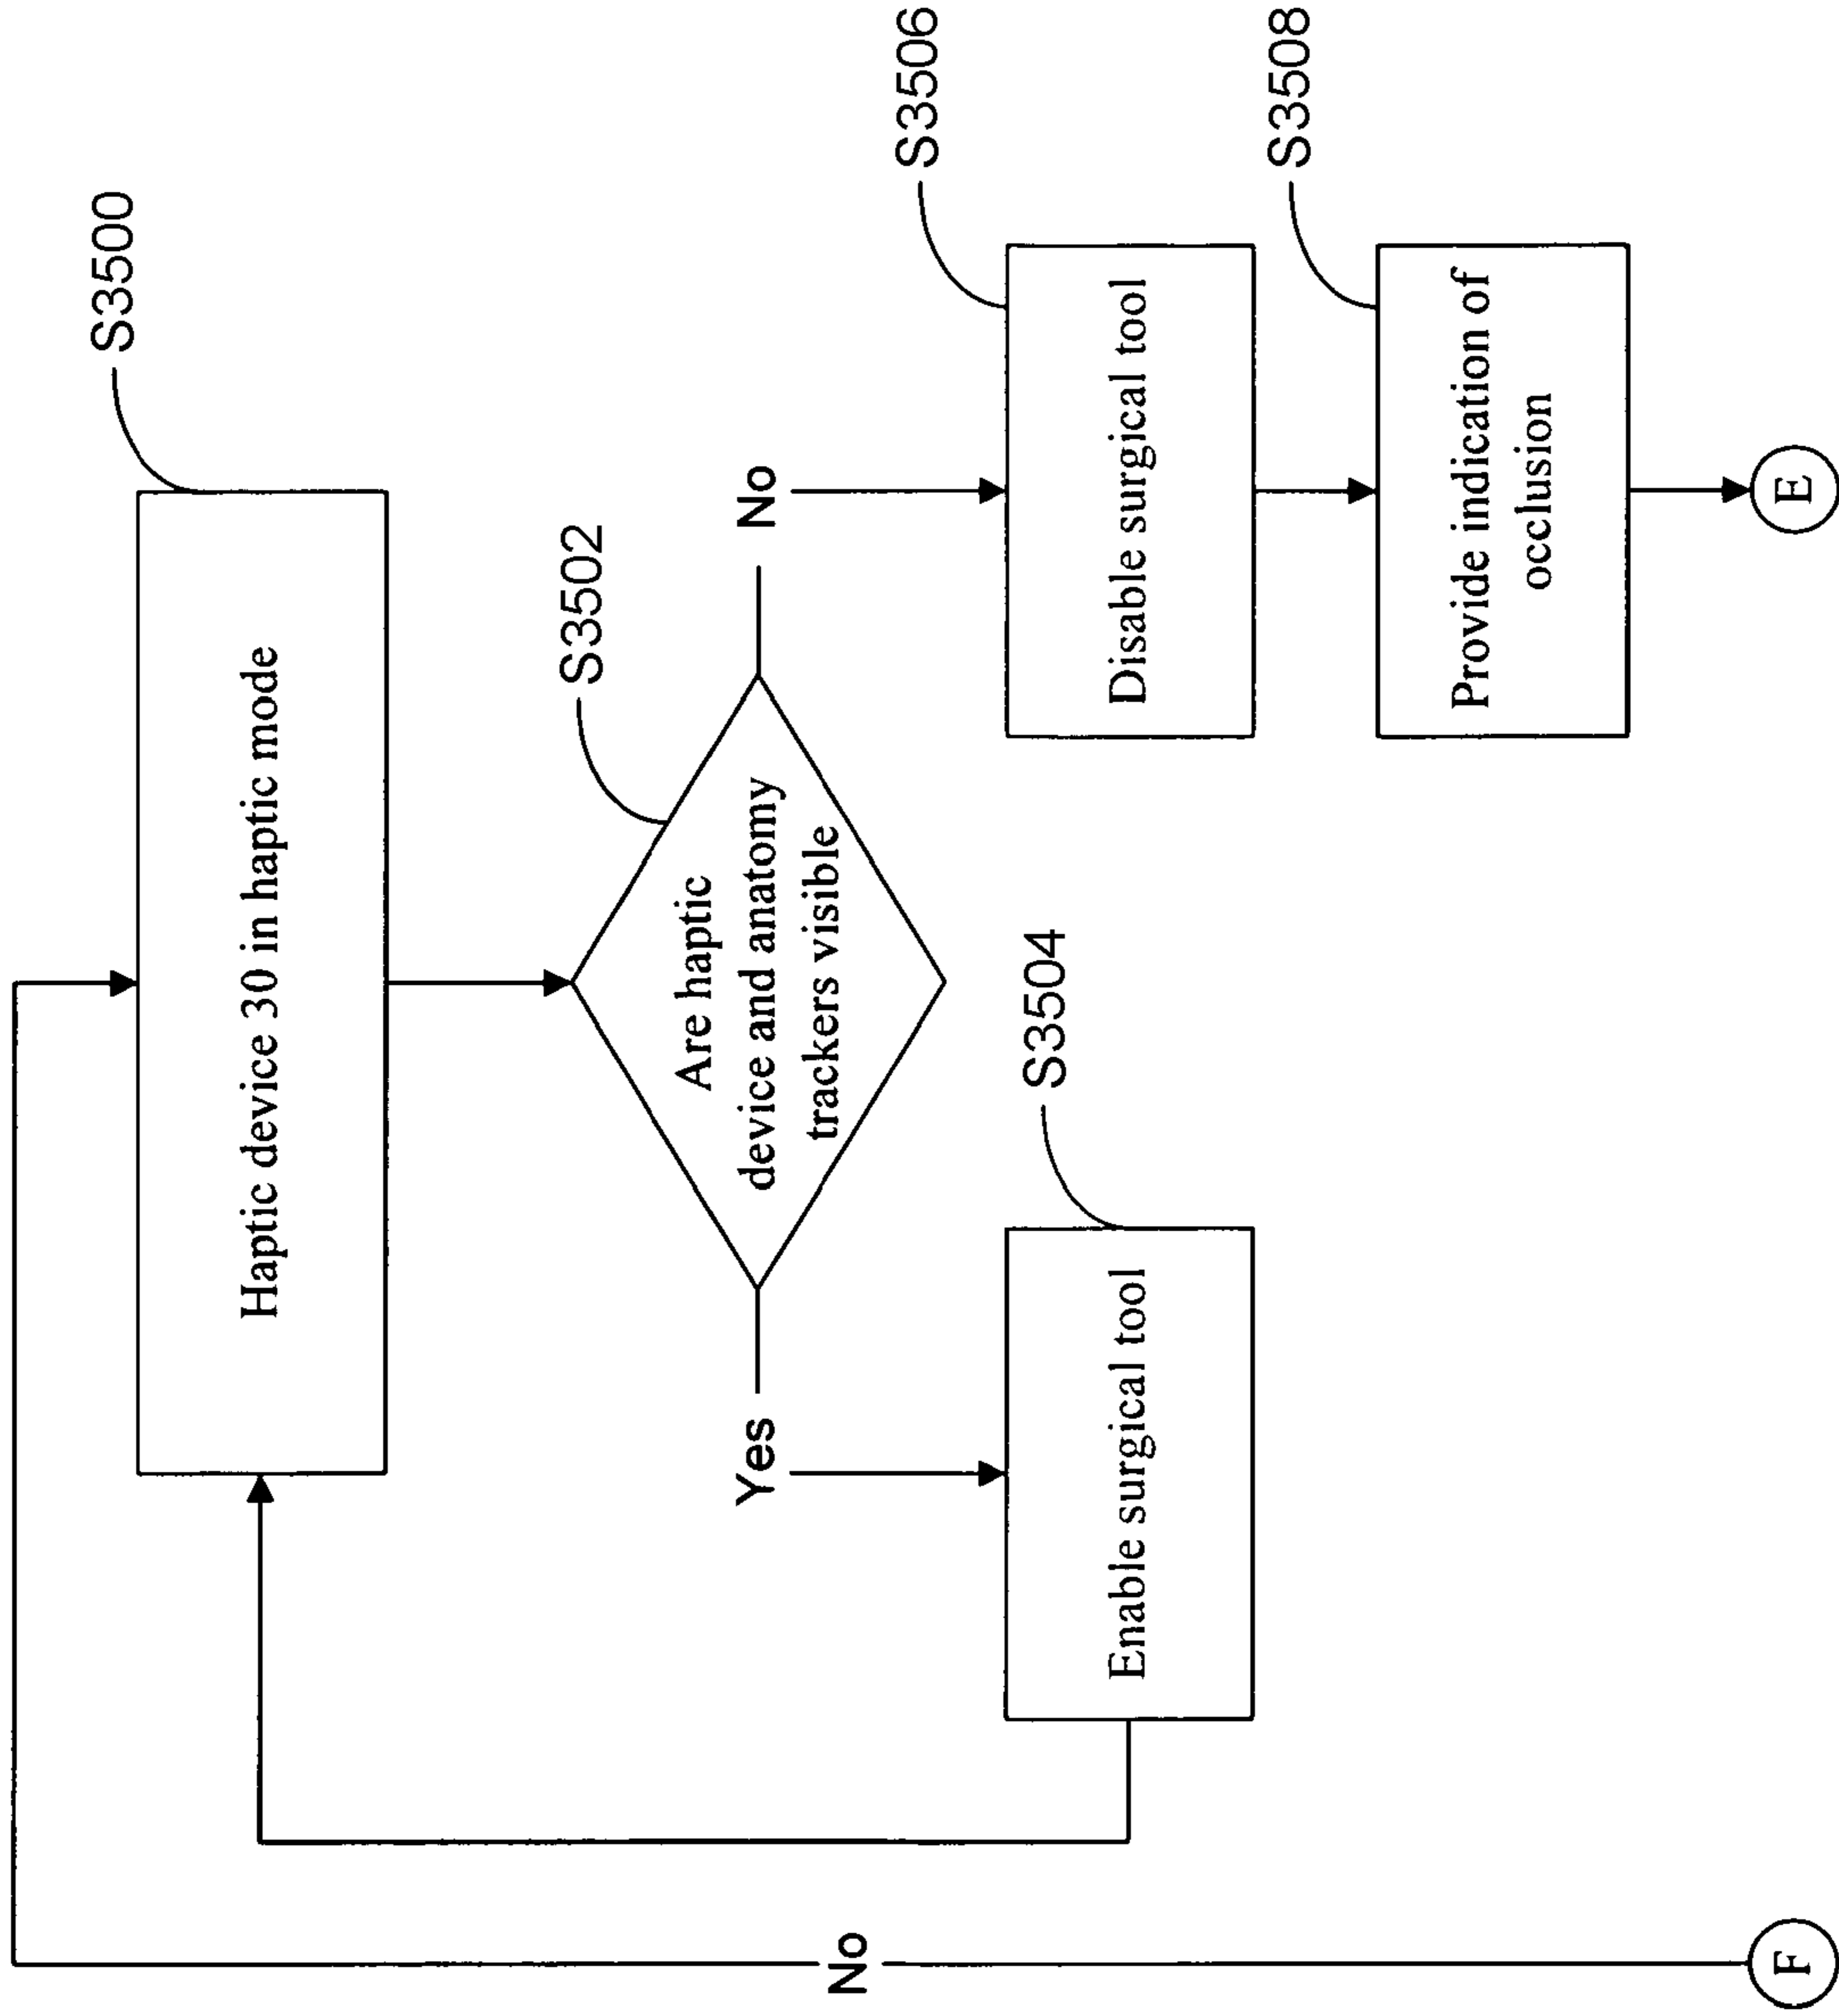 S3500
Haptic device 30 in haptic mode
S3502
Are haptic
device and anatomy
trackers visible
Yes
No
S3504
Enable surgical tool
S3506
Disable surgical tool
S3508
Provide indication of
occlusion
No
F
E